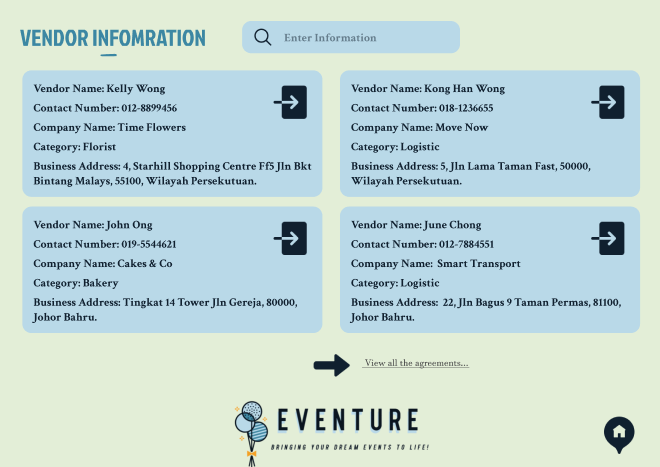 VENDOR INFOMRATION
Enter Information
Vendor Name: Kelly Wong
Contact Number: 012-8899456
Company Name: Time Flowers
Category: Florist
Business Address: 4, Starhill Shopping Centre Ff5 Jln Bkt
Bintang Malays, 55100, Wilayah Persekutuan.
Vendor Name: Kong Han Wong
Contact Number: 018-1236655
Company Name: Move Now
Category: Logistic
Business Address: 5, Jln Lama Taman Fast, 50000,
Wilayah Persekutuan.
Vendor Name: John Ong
Contact Number: 019-5544621
Company Name: Cakes & Co
Category: Bakery
Business Address: Tingkat 14 Tower Jln Gereja, 80000,
Johor Bahru.
Vendor Name: June Chong
Contact Number: 012-7884551
Company Name: Smart Transport
Category: Logistic
Business Address: 22, Jln Bagus 9 Taman Permas, 81100,
Johor Bahru.
View all the agreements...
EVENTURE
BRINGING YOUR DREAM EVENTS TO LIFE!